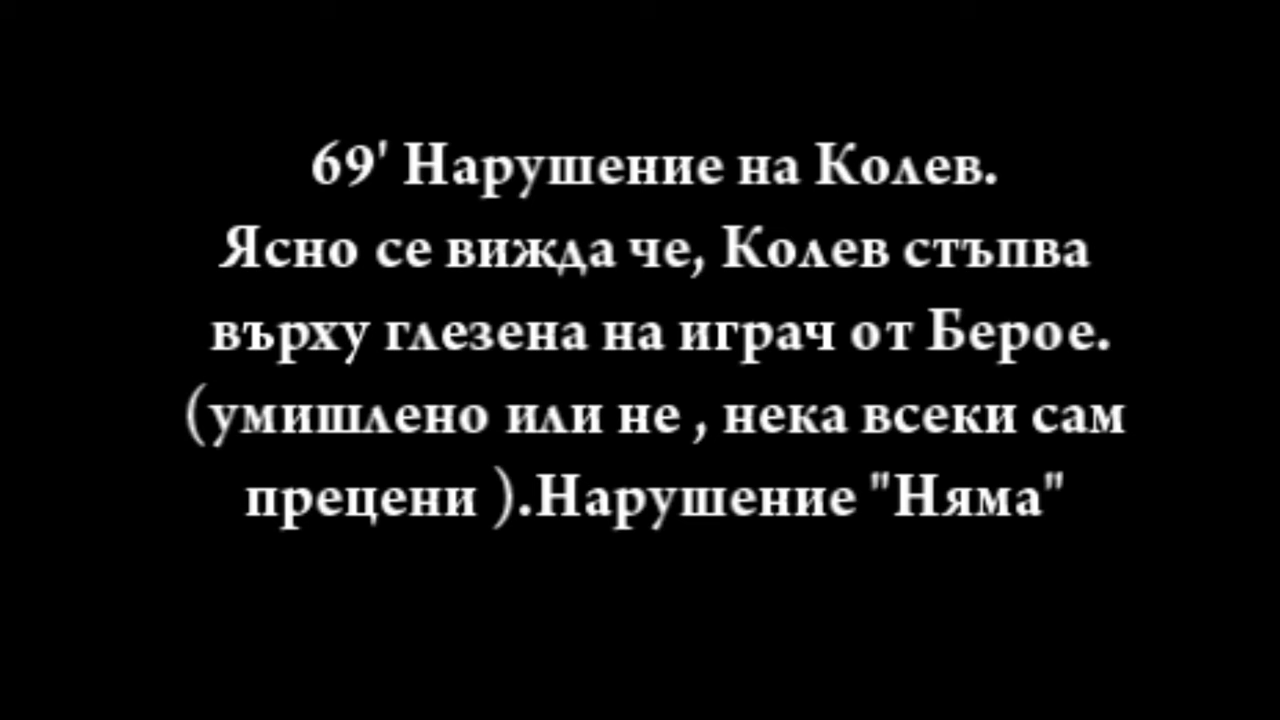 69' Нарушение на Колев.
Ясно се вижда че, Колев стъпва
върху глезена на играч от Берое.
(умишлено или не , нека всеки сам
прецени ).Нарушение "Няма"